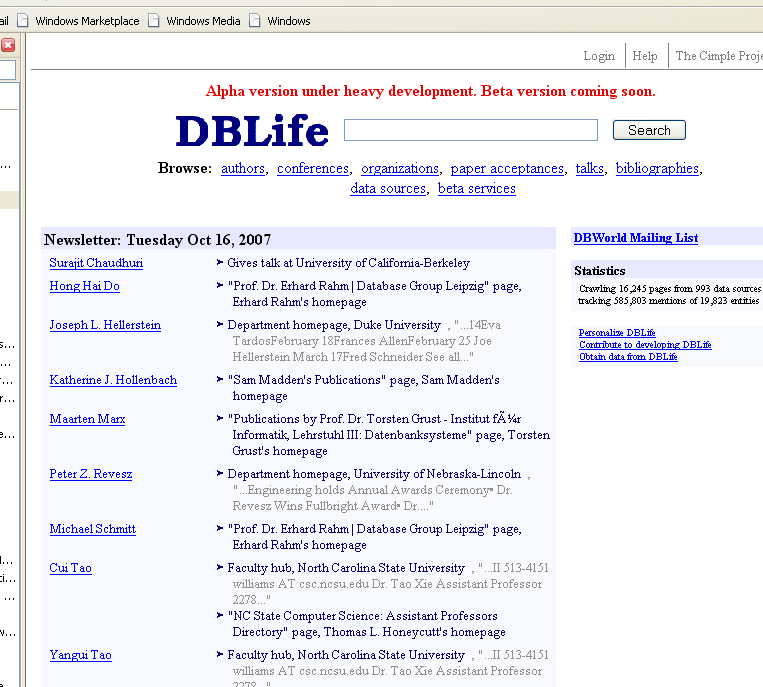 ail Windows Marketplace Windows Media Windows
Login Help The Cimple Proje
Alpha version under heavy development. Beta version coming soon.
DBLife Search
Browse: authors, conferences, organizations, paper acceptances, talks, bibliographies,
data sources, beta services
Newsletter: Tuesday Oct 16, 2007
Surajit Chaudhuri ➤ Gives talk at University of California-Berkeley
Hong Hai Do ➤ "Prof. Dr. Erhard Rahm | Database Group Leipzig" page,
Erhard Rahm's homepage
Joseph L. Hellerstein ➤ Department homepage, Duke University , "...14Eva
TardosFebruary 18Frances AllenFebruary 25 Joe
Hellerstein March 17Fred Schneider See all..."
Katherine J. Hollenbach ➤ "Sam Madden's Publications" page, Sam Madden's
homepage
Maarten Marx ➤ "Publications by Prof. Dr. Torsten Grust - Institut fÃ¼r
Informatik, Lehrstuhl III: Datenbanksysteme" page, Torsten
Grust's homepage
Peter Z. Revesz ➤ Department homepage, University of Nebraska-Lincoln ,
"...Engineering holds Annual Awards Ceremony• Dr.
Revesz Wins Fullbright Award• Dr...."
Michael Schmitt ➤ "Prof. Dr. Erhard Rahm | Database Group Leipzig" page,
Erhard Rahm's homepage
Cui Tao ➤ Faculty hub, North Carolina State University , "...II 513-4151
williams AT csc.ncsu.edu Dr. Tao Xie Assistant Professor
2278..."
➤ "NC State Computer Science: Assistant Professors
Directory" page, Thomas L. Honeycutt's homepage
Yangui Tao ➤ Faculty hub, North Carolina State University , "...II 513-4151
williams AT csc.ncsu.edu Dr. Tao Xie Assistant Professor
2278..."
DBWorld Mailing List
Statistics
Crawling 16,245 pages from 993 data sources
tracking 585,803 mentions of 19,823 entities
Personalize DBLife
Contribute to developing DBLife
Obtain data from DBLife